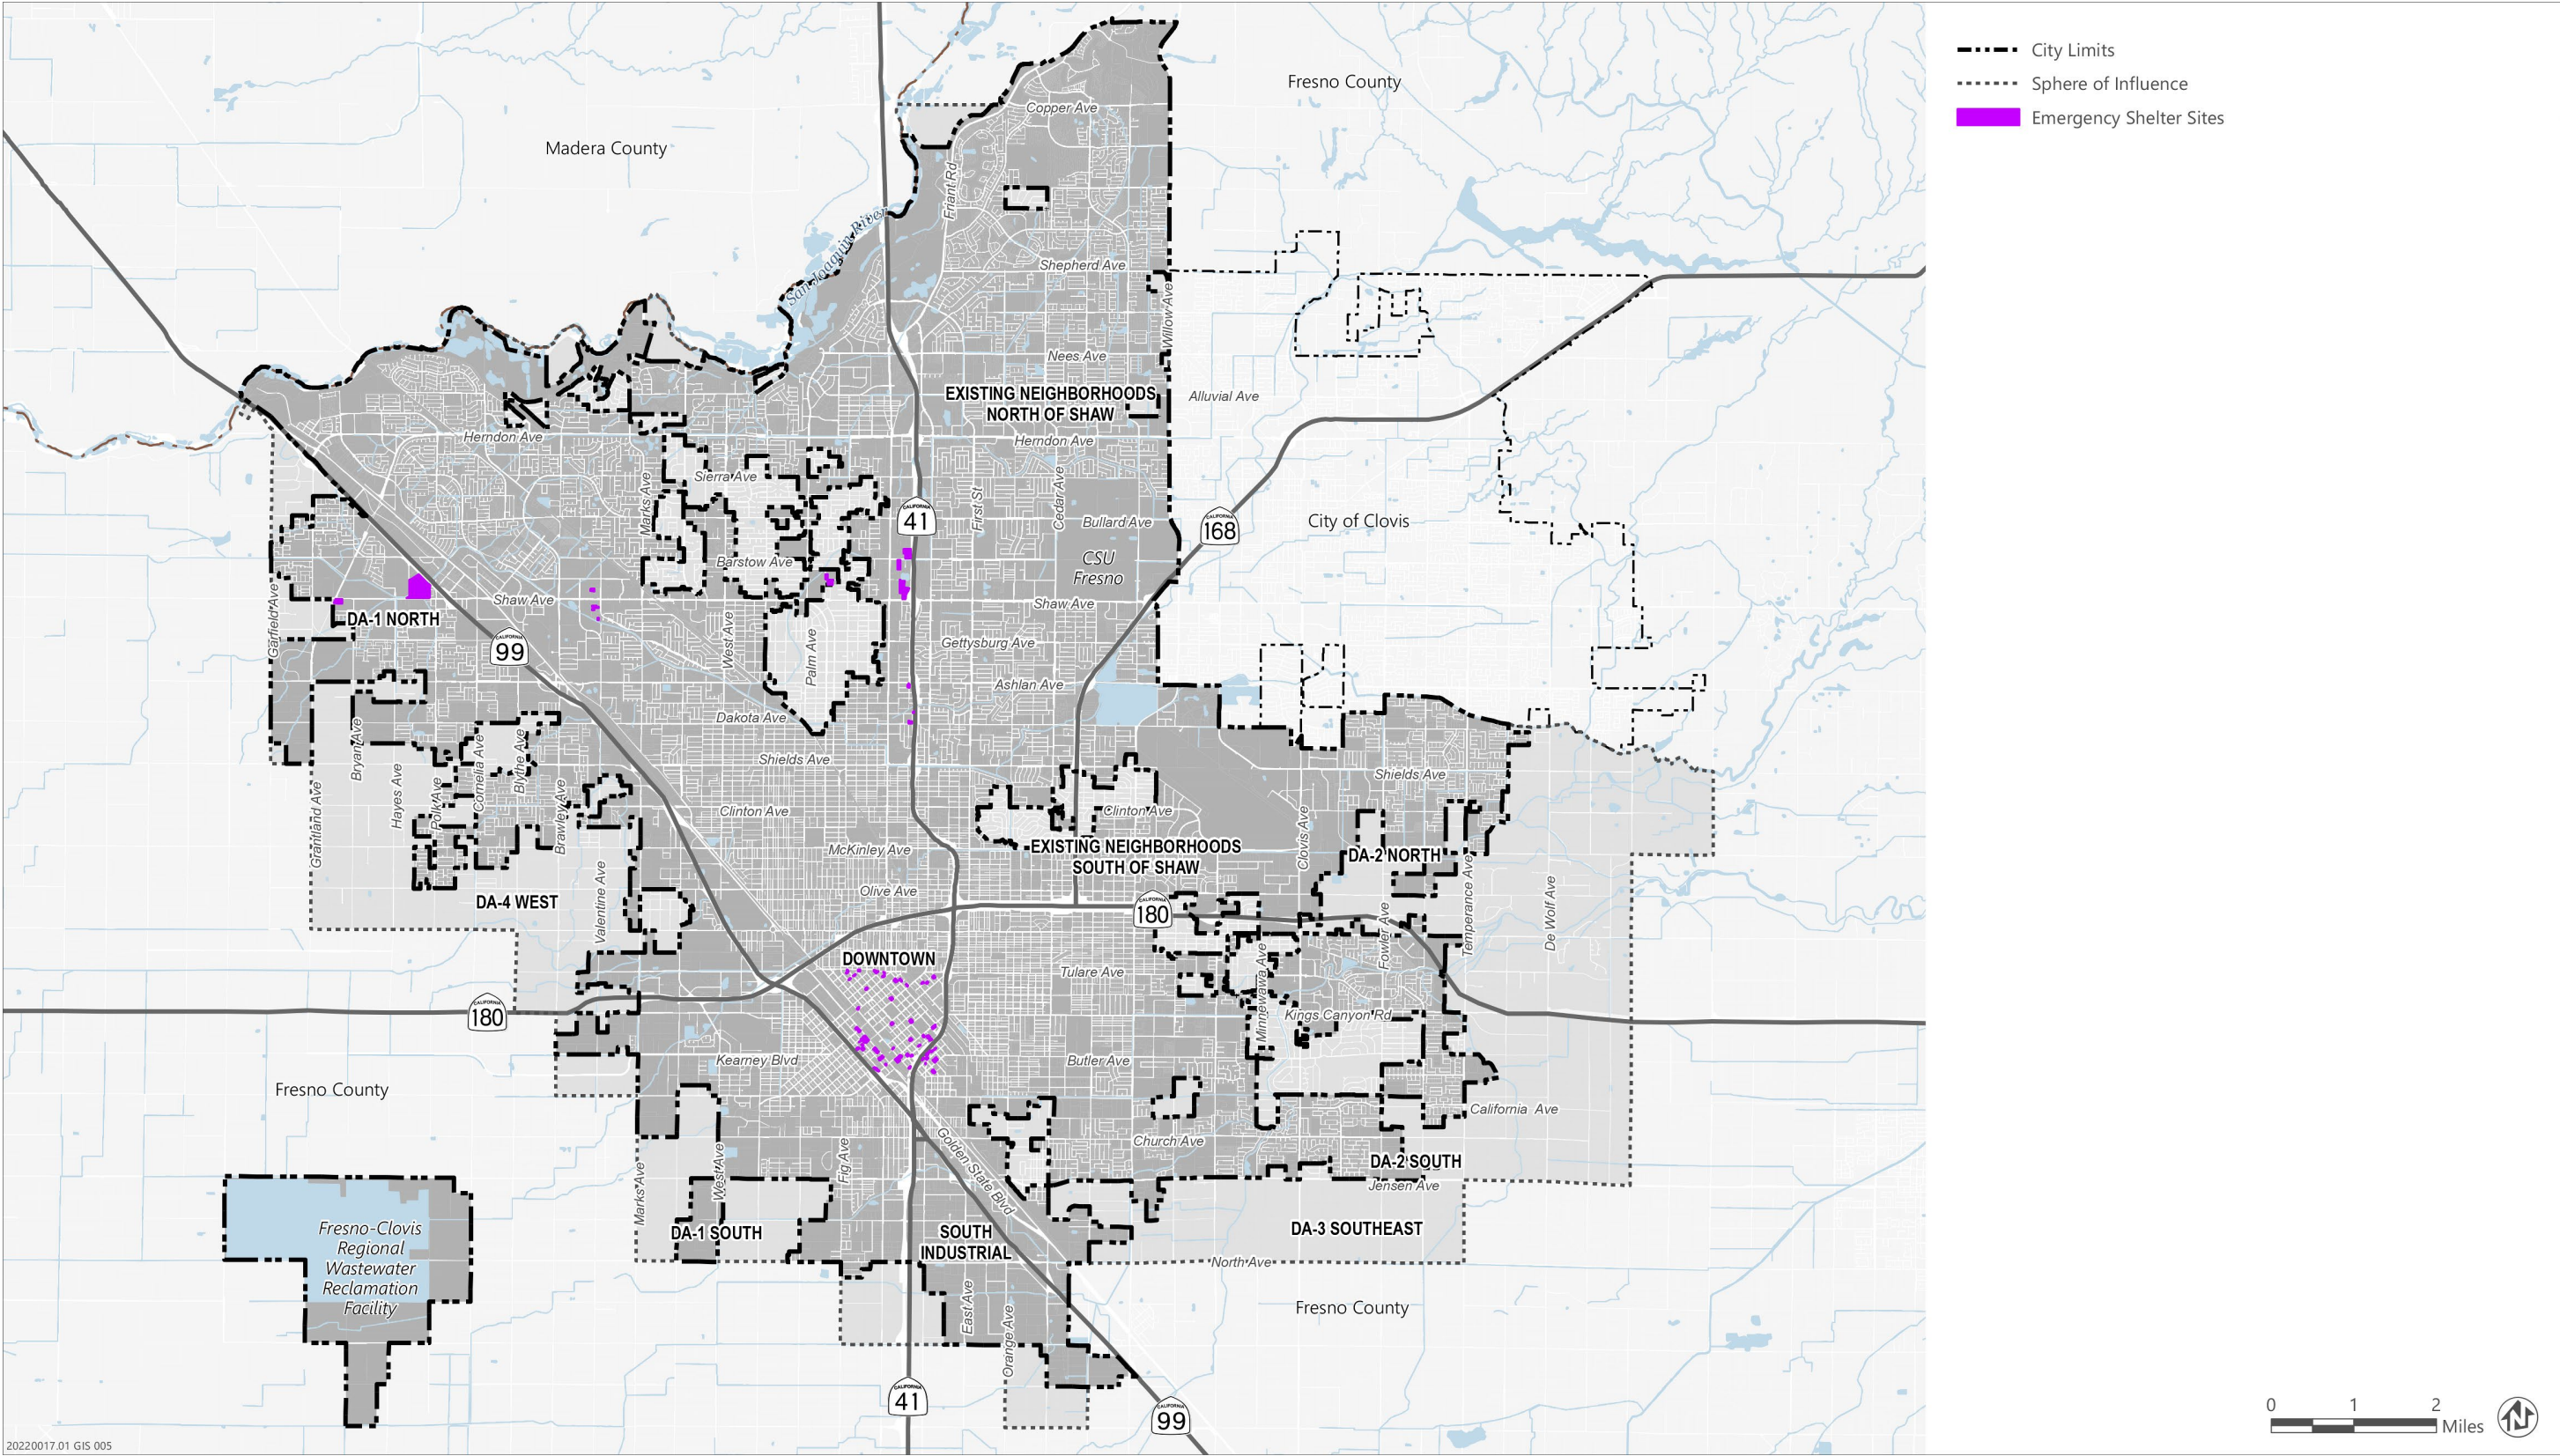 City Limits
Sphere of Influence
Emergency Shelter Sites
Fresno County
Madera County
Copper Ave
Friant Rd
San Joaquin River
Shepherd Ave
Willow Ave
Nees Ave
Alluvial Ave
EXISTING NEIGHBORHOODS
NORTH OF SHAW
Herndon Ave
Herndon Ave
Sierra Ave
Marks Ave
First St
Cedar Ave
CALIFORNIA
41
Bullard Ave
CALIFORNIA
168
City of Clovis
Barstow Ave
CSU
Fresno
Shaw Ave
Shaw Ave
Garfield Ave
DA-1 NORTH
CALIFORNIA
99
West Ave
Palm Ave
Gettysburg Ave
Ashlan Ave
Dakota Ave
Bryan Ave
Cornelia Ave
Blythe Ave
Shields Ave
Shields Ave
Grantland Ave
Hayes Ave
Polk Ave
Brawley Ave
Clinton Ave
Clinton Ave
Clovis Ave
McKinley Ave
EXISTING NEIGHBORHOODS
SOUTH OF SHAW
DA-2 NORTH
Olive Ave
DA-4 WEST
Valentine Ave
CALIFORNIA
180
Fowler Ave
Temperance Ave
De Wolf Ave
DOWNTOWN
Tulare Ave
Minnewawa Ave
CALIFORNIA
180
Kings Canyon Rd
Kearney Blvd
Butler Ave
Fresno County
California Ave
Golden State Blvd
Church Ave
Fig Ave
West Ave
Marks Ave
DA-2 SOUTH
Jensen Ave
Fresno-Clovis
Regional
Wastewater
Reclamation
Facility
DA-1 SOUTH
SOUTH
INDUSTRIAL
DA-3 SOUTHEAST
North Ave
East Ave
Orange Ave
Fresno County
CALIFORNIA
41
CALIFORNIA
99
0 1 2
Miles
N
20220017.01 GIS 005